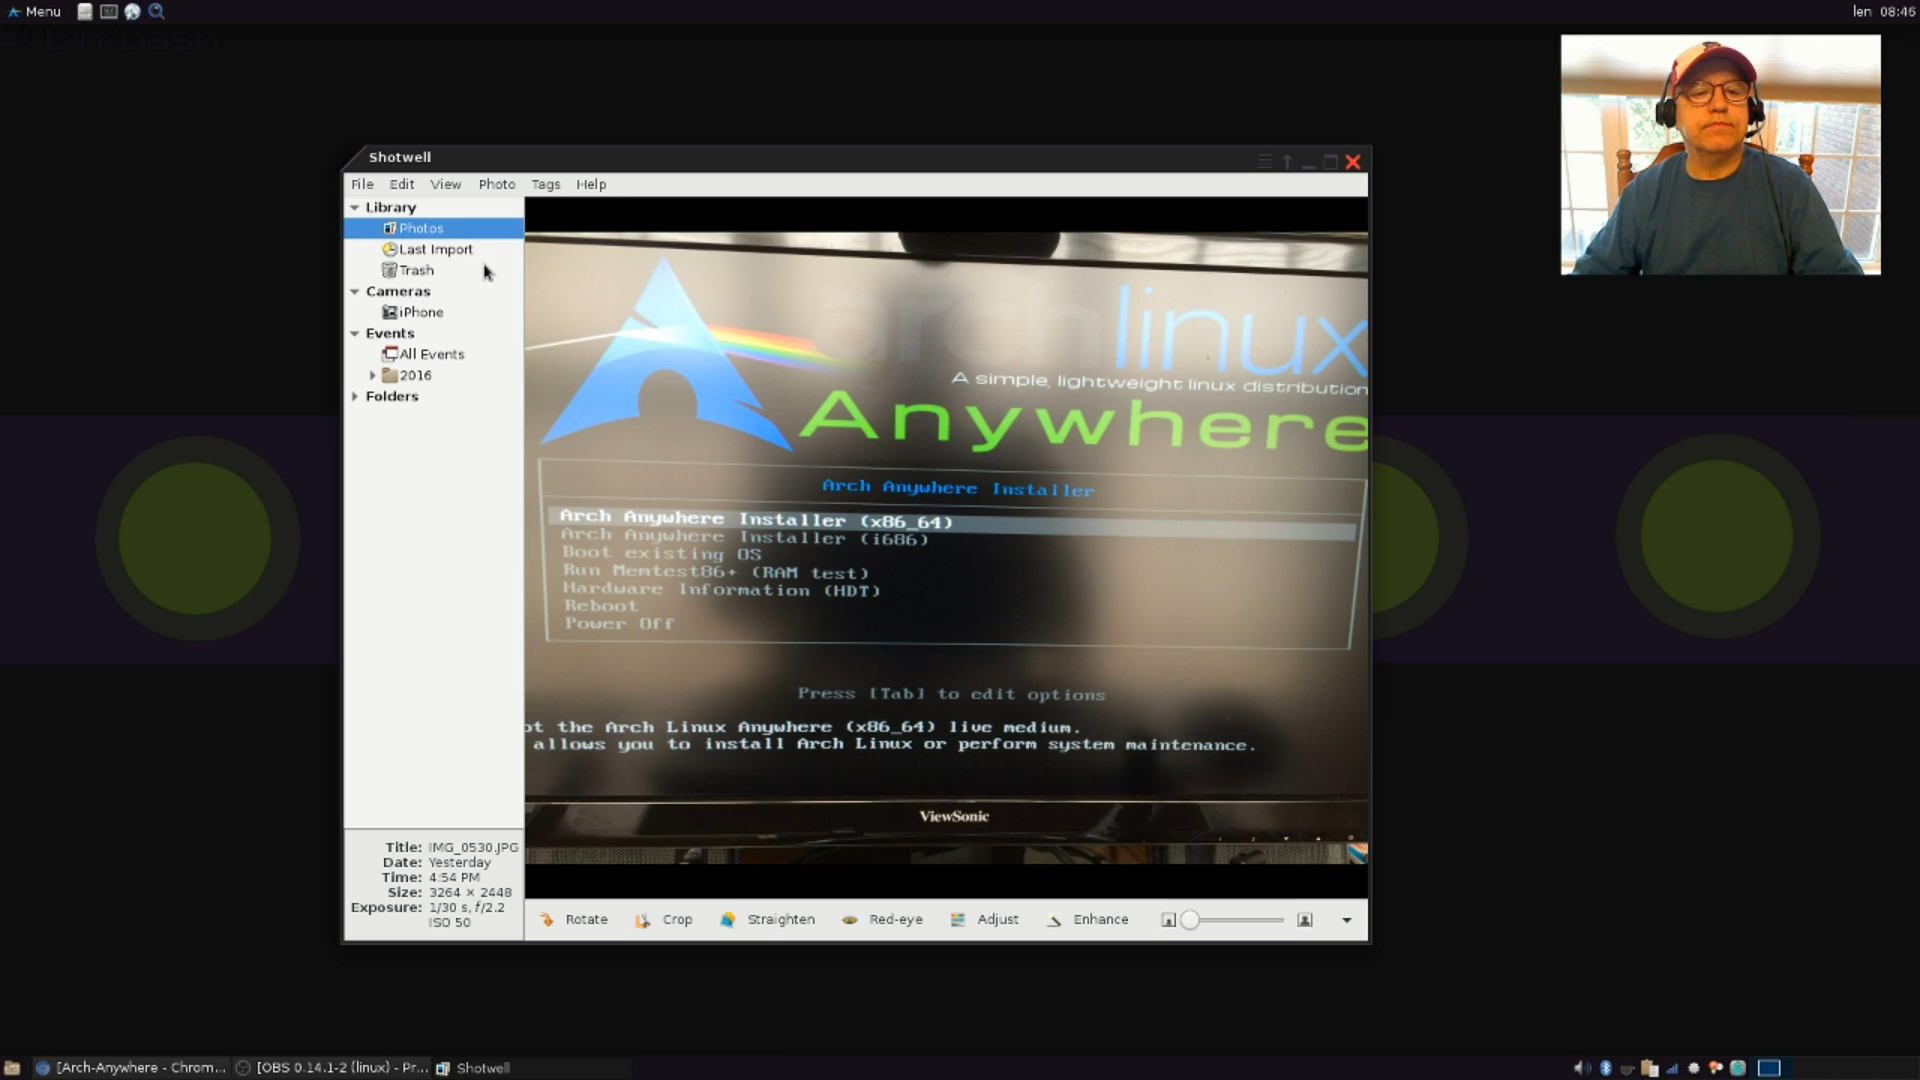 Menu
len 08:46
#!/bin/bash
Shotwell
File Edit View Photo Tags Help
Library
Photos
Last Import
Trash
Cameras
iPhone
Events
All Events
2016
Folders
arch linux
A simple, lightweight linux distribution
Anywhere
Arch Anywhere Installer
Arch Anywhere Installer (x86_64)
Arch Anywhere Installer (i686)
Boot existing OS
Run Memtest86+ (RAM test)
Hardware Information (HDT)
Reboot
Power Off
Press [Tab] to edit options
ot the Arch Linux Anywhere (x86_64) live medium.
allows you to install Arch Linux or perform system maintenance.
ViewSonic
Title: IMG_0530.JPG
Date: Yesterday
Time: 4:54 PM
Size: 3264 × 2448
Exposure: 1/30 s, f/2.2
ISO 50
Rotate Crop Straighten Red-eye Adjust Enhance
[Arch-Anywhere - Chrom... [OBS 0.14.1-2 (linux) - Pr... Shotwell